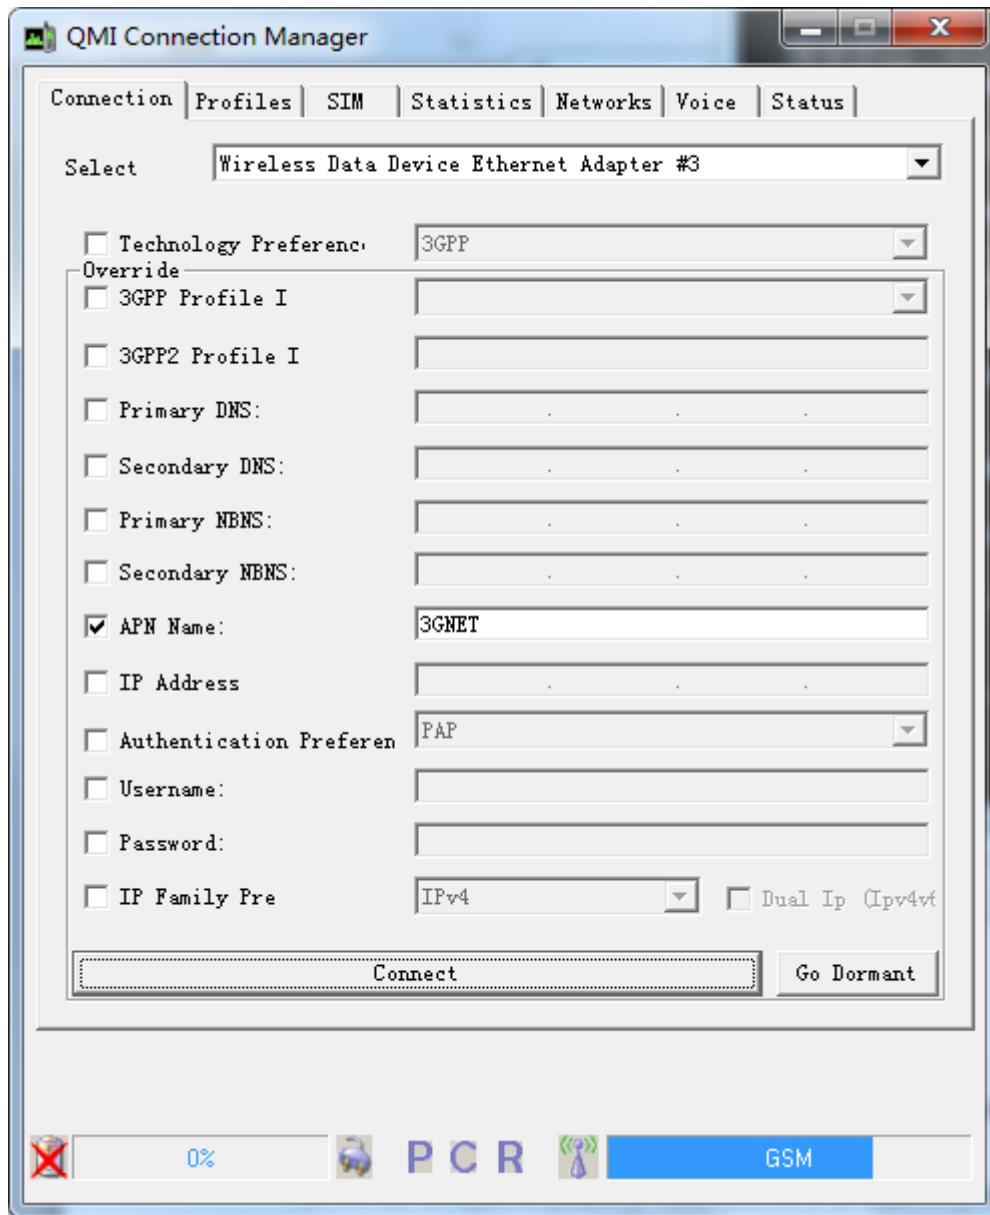 QMI Connection Manager
Connection Profiles SIM Statistics Networks Voice Status
Select Wireless Data Device Ethernet Adapter #3
Technology Preferenc 3GPP
Override
3GPP Profile I
3GPP2 Profile I
Primary DNS: . . .
Secondary DNS: . . .
Primary NBNS: . . .
Secondary NBNS: . . .
APN Name: 3GNET
IP Address . . .
Authentication Preferen PAP
Username:
Password:
IP Family Pre IPv4 Dual Ip (Ipv4v6
Connect Go Dormant
0% P C R GSM